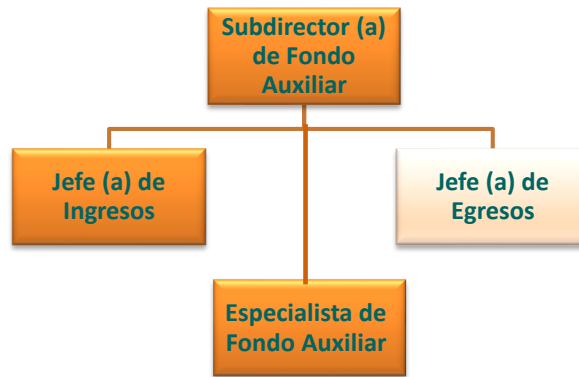 Subdirector (a)
de Fondo
Auxiliar
Jefe (a) de
Ingresos
Jefe (a) de
Egresos
Especialista de
Fondo Auxiliar